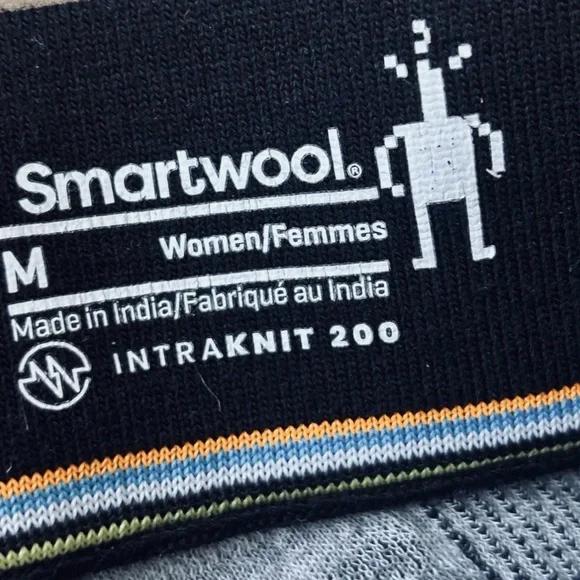 Smartwool®
M Women/Femmes
Made in India/Fabriqué au India
INTRAKNIT 200